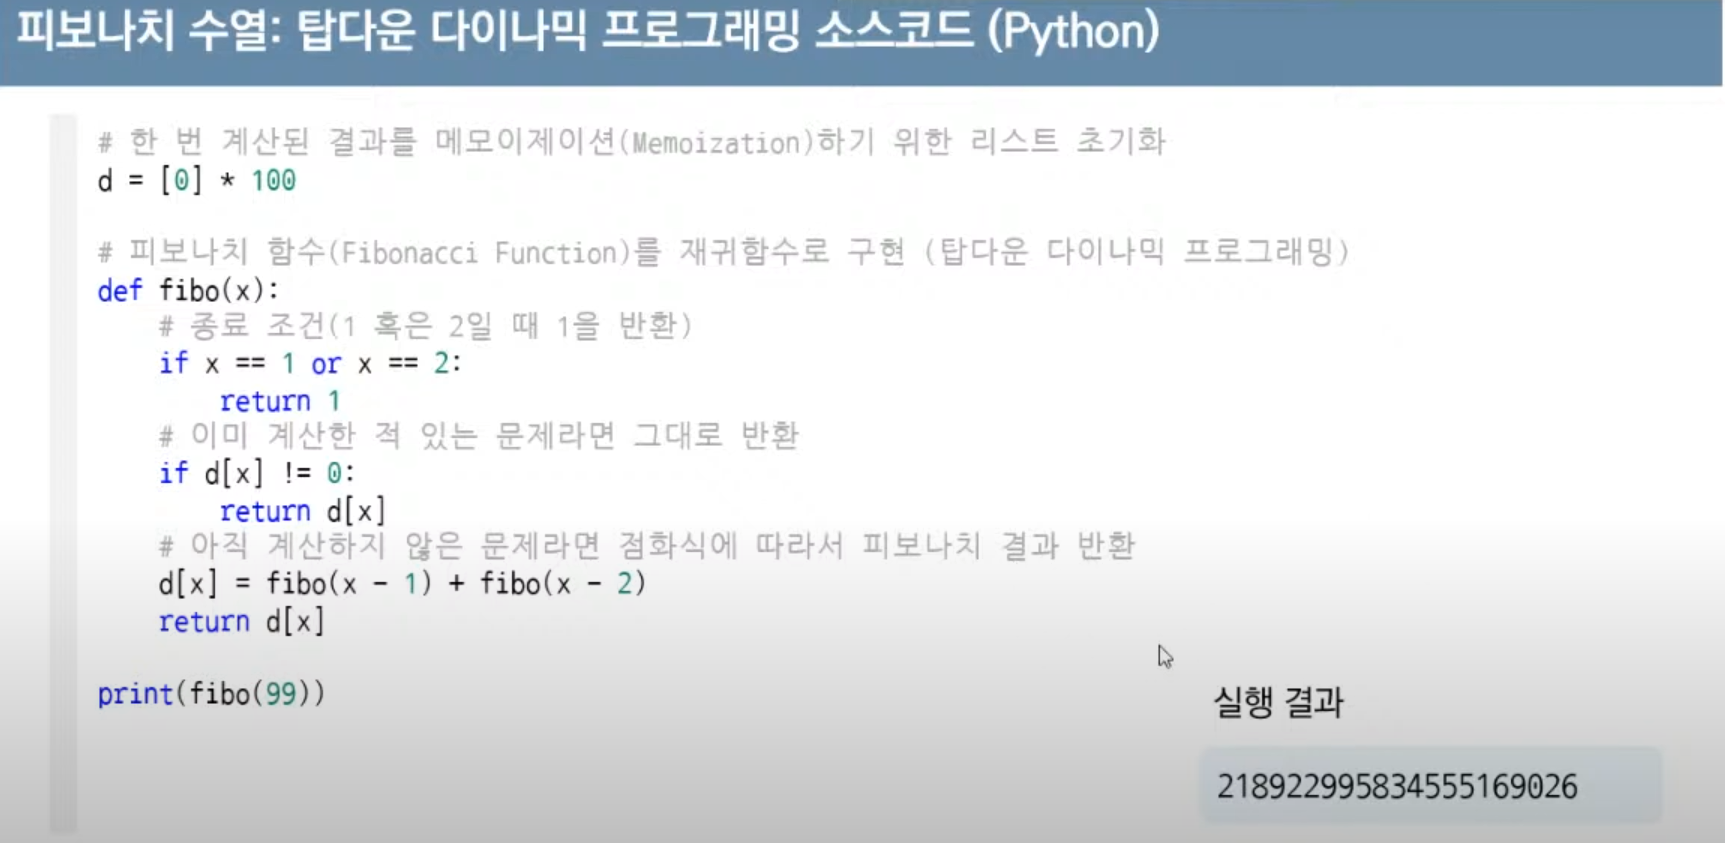 피보나치 수열: 탑다운 다이나믹 프로그래밍 소스코드 (Python)
# 한 번 계산된 결과를 메모이제이션(Memoization)하기 위한 리스트 초기화
d = [0] * 100
# 피보나치 함수(Fibonacci Function)를 재귀함수로 구현 (탑다운 다이나믹 프로그래밍)
def fibo(x):
    # 종료 조건(1 혹은 2일 때 1을 반환)
    if x == 1 or x == 2:
        return 1
    # 이미 계산한 적 있는 문제라면 그대로 반환
    if d[x] != 0:
        return d[x]
    # 아직 계산하지 않은 문제라면 점화식에 따라서 피보나치 결과 반환
    d[x] = fibo(x - 1) + fibo(x - 2)
    return d[x]
print(fibo(99))
실행 결과
218922995834555169026